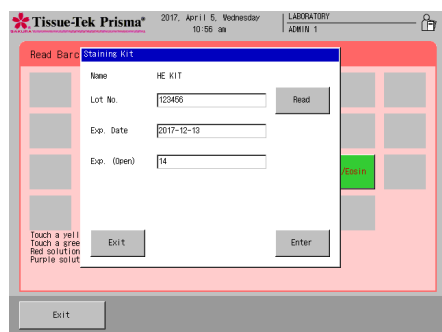 Tissue-Tek Prisma®
2017, April 5, Wednesday
10:56 am
LABORATORY
ADMIN 1
Read Barc
Staining Kit
Name HE KIT
Lot No. 123456 Read
Exp. Date 2017-12-13
Exp. (Open) 14
/Eosin
Touch a yell
Touch a gree
Red solution
Purple solut
Exit Enter
Exit